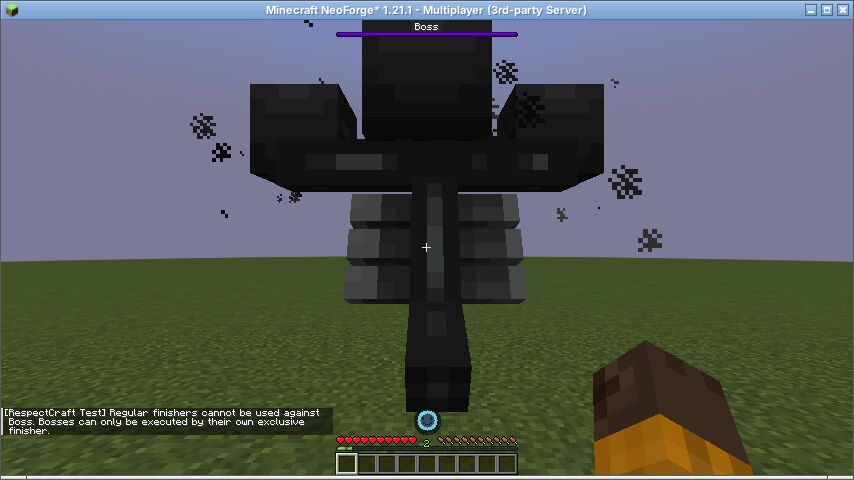 Minecraft NeoForge* 1.21.1 - Multiplayer (3rd-party Server)
Boss
[RespectCraft Test] Regular finishers cannot be used against
Boss. Bosses can only be executed by their own exclusive
finisher.
2